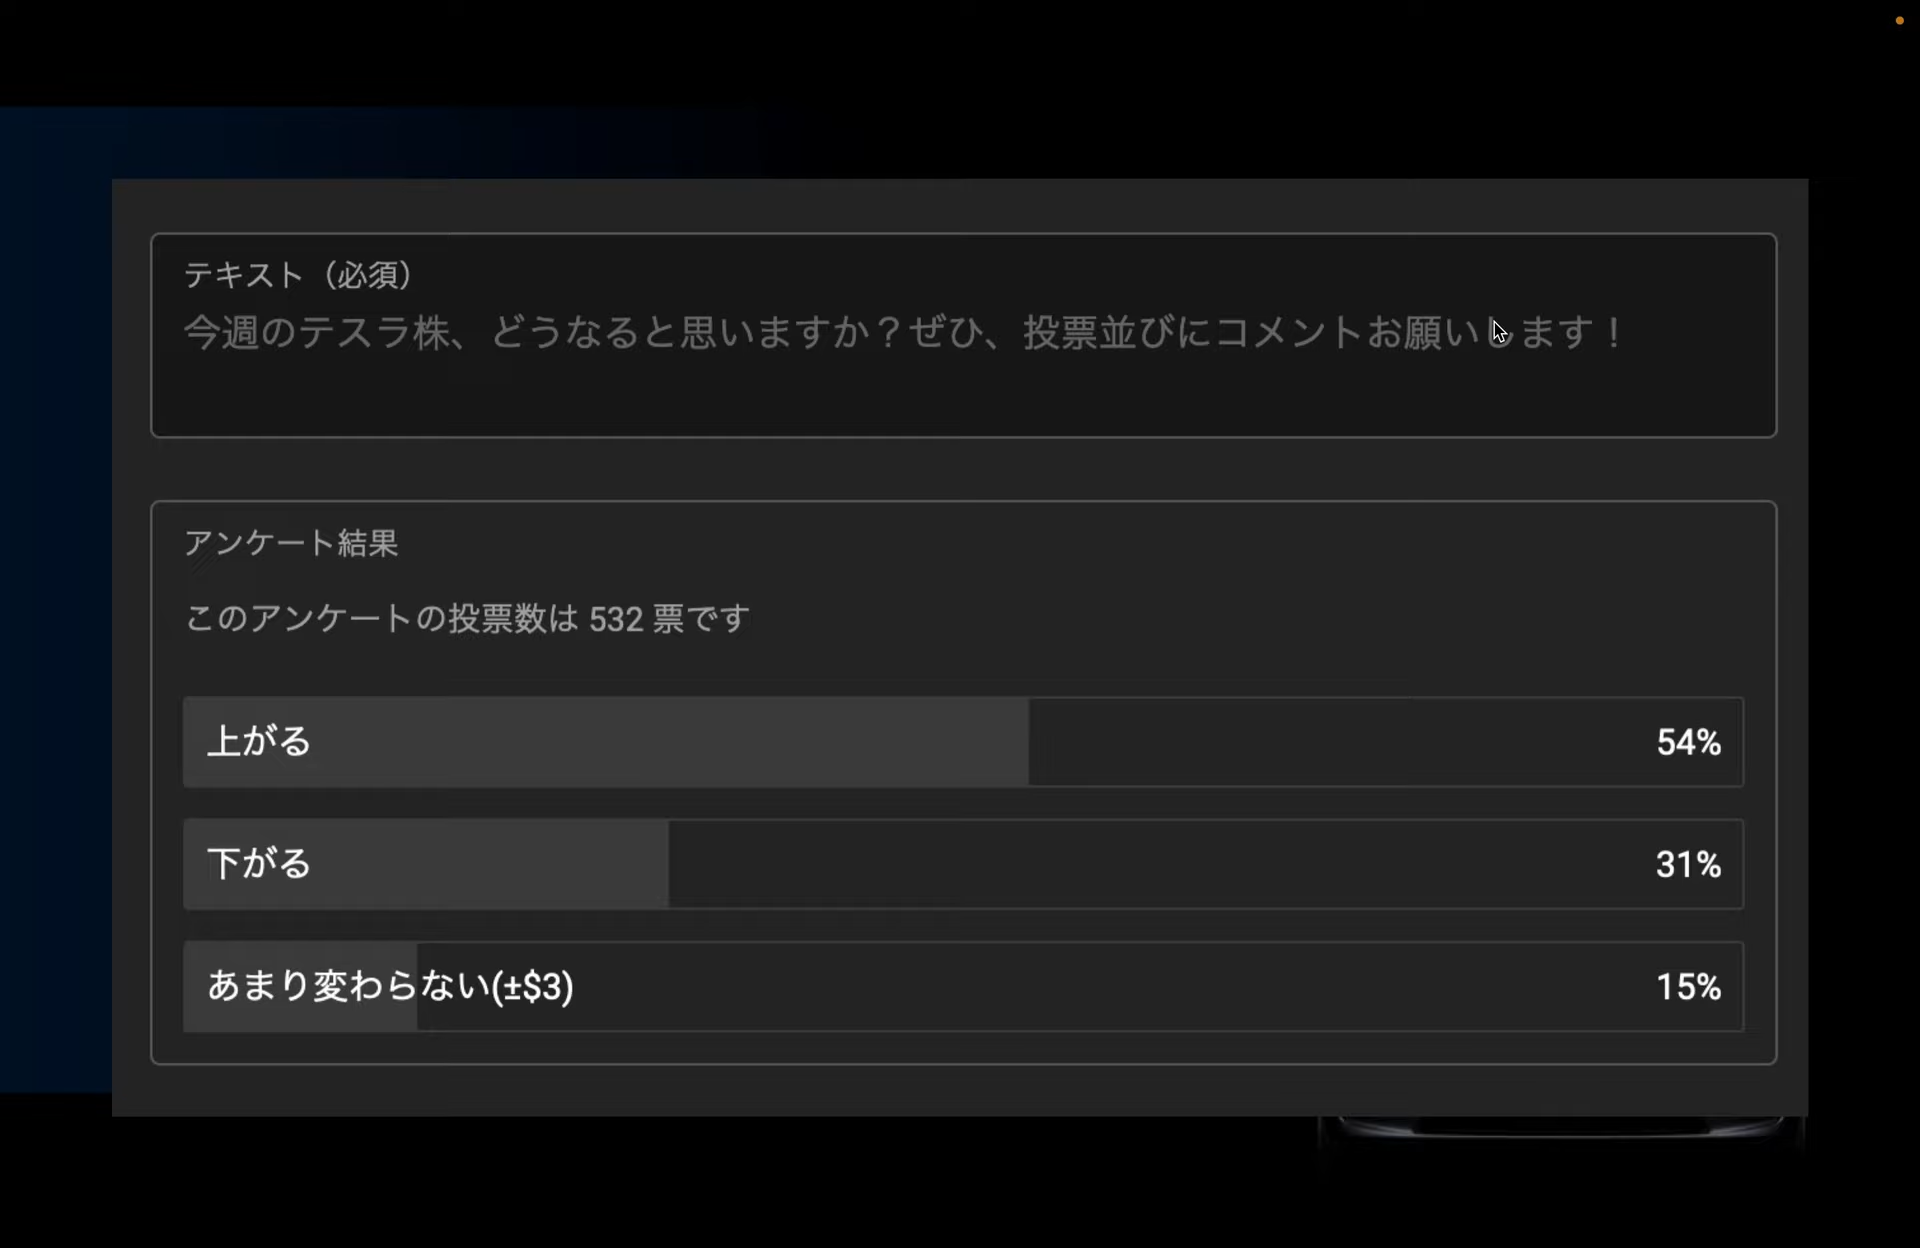 テキスト（必須）
今週のテスラ株、どうなると思いますか？ぜひ、投票並びにコメントお願いします！
アンケート結果
このアンケートの投票数は 532 票です
上がる
54%
下がる
31%
あまり変わらない(±$3)
15%